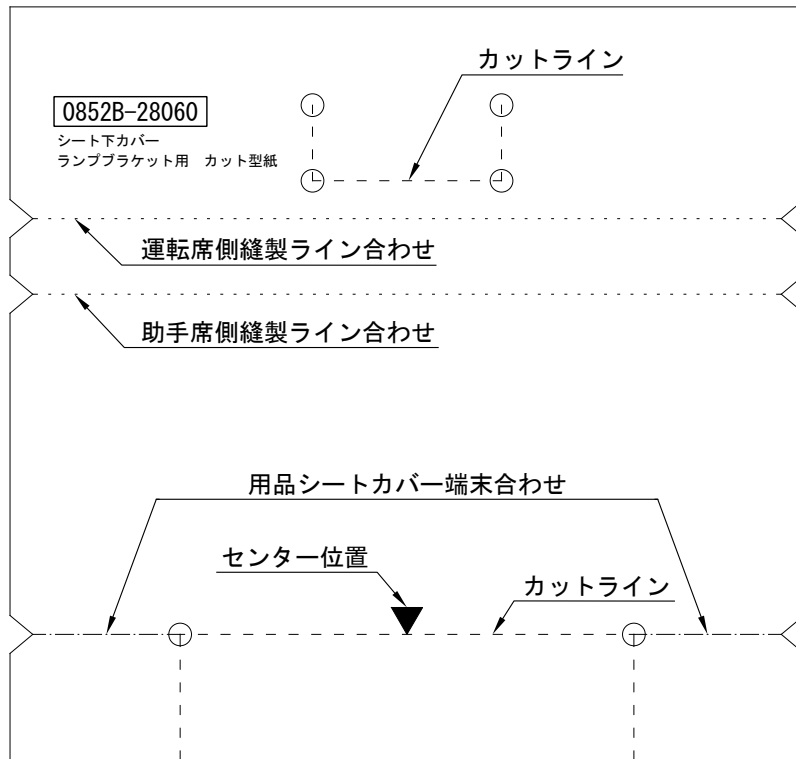 カットライン
0852B-28060
シート下カバー
ランプブラケット用　カット型紙
運転席側縫製ライン合わせ
助手席側縫製ライン合わせ
用品シートカバー端末合わせ
センター位置
カットライン